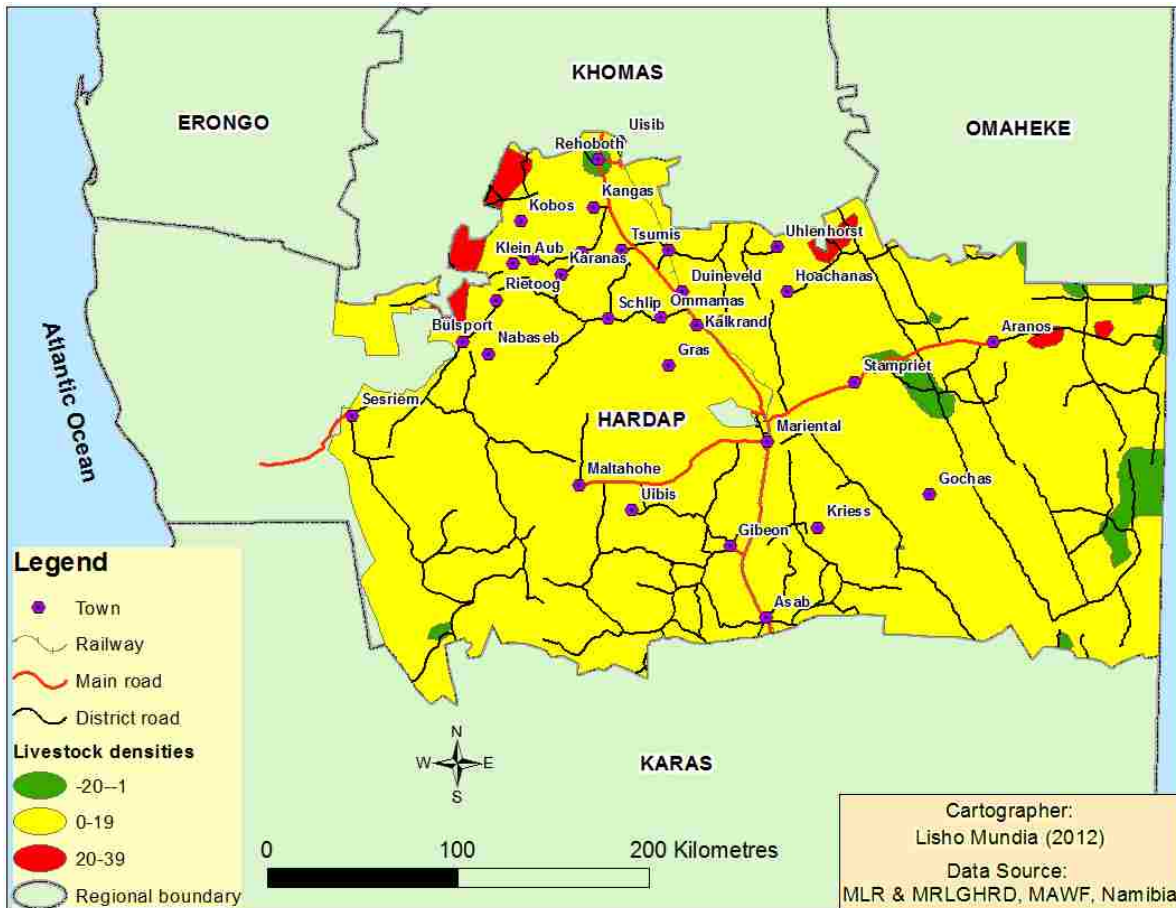 KHOMAS
ERONGO
OMAHEKE
Uisib
Rehoboth
Kangas
Kobos
Uhlenhorst
Tsumis
Klein Aub
Karanas
Hoachanas
Duineveld
Rietoog
Schlip
Ommamas
Kalkrand
Bulsport
Nabaseb
Aranos
Gras
Stampriet
Atlantic Ocean
Sesriem
HARDAP
Mariental
Maltahohe
Gochas
Uibis
Kriess
Gibeon
Asab
Legend
Town
Railway
Main road
District road
Livestock densities
-20--1
0-19
20-39
Regional boundary
N
W E
S
KARAS
0 100 200 Kilometres
Cartographer:
Lisho Mundia (2012)
Data Source:
MLR & MRLGHRD, MAWF, Namibia